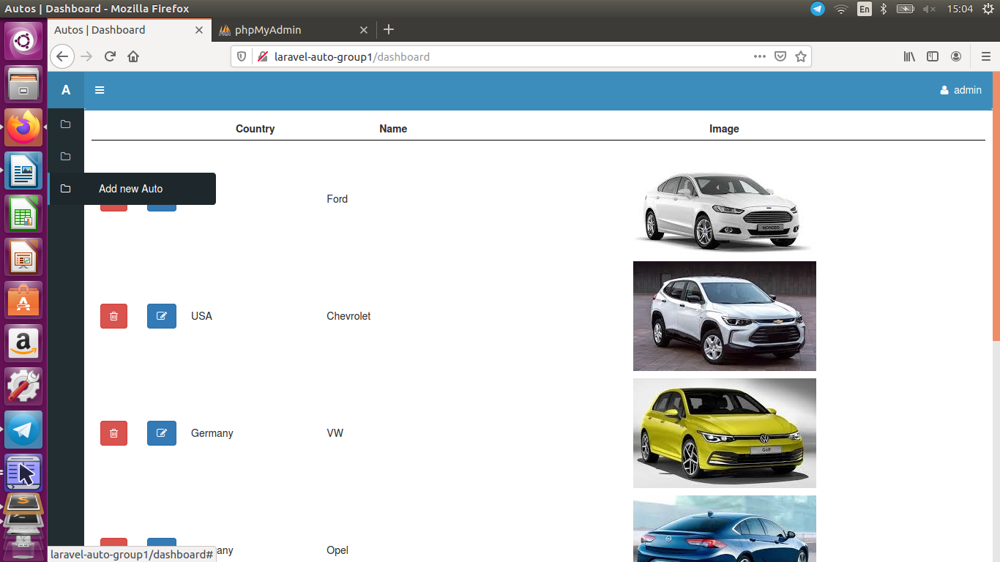 Autos | Dashboard - Mozilla Firefox
En
15:04
Autos | Dashboard
phpMyAdmin
laravel-auto-group1/dashboard
A
admin
Country Name Image
Add new Auto
Ford
MONDEO
USA Chevrolet
Germany VW
Golf
any Opel
laravel-auto-group1/dashboard#